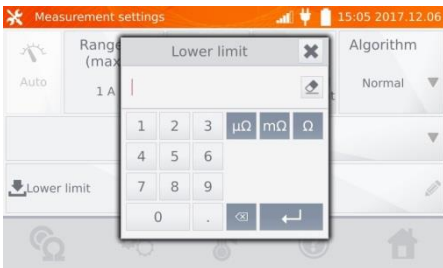 Measurement settings 15:05 2017.12.06
Range Lower limit Algorithm
(max
Auto 1 A Normal
1 2 3 μΩ mΩ Ω
4 5 6
Lower limit 7 8 9
0 .